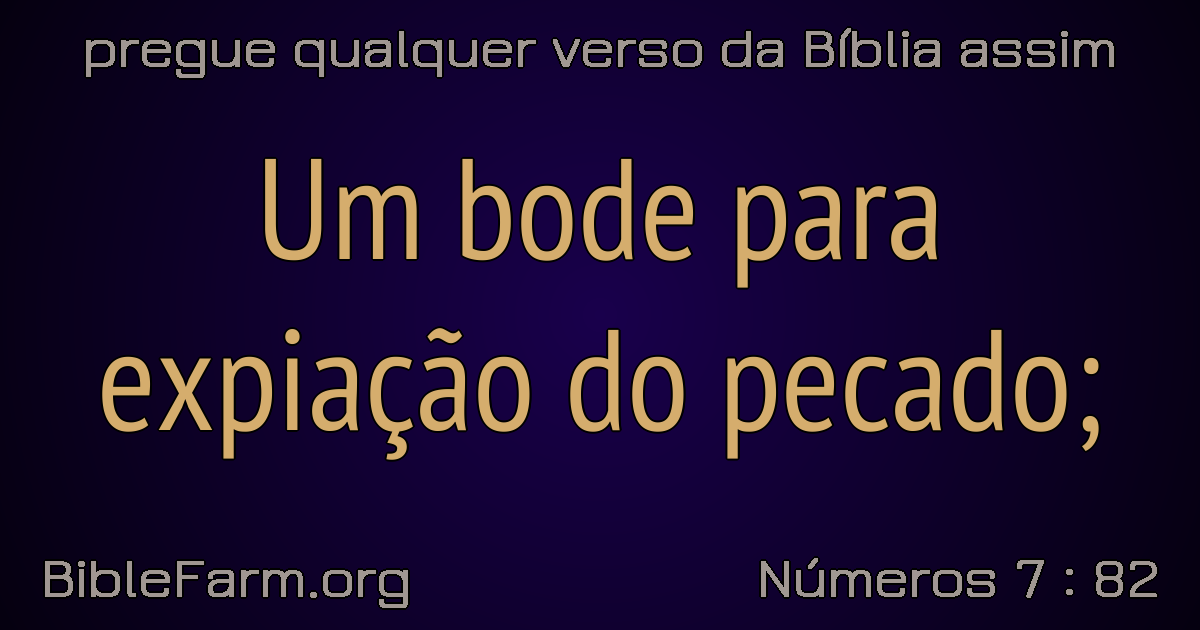 pregue qualquer verso da Bíblia assim
Um bode para
expiação do pecado;
BibleFarm.org
Números 7 : 82